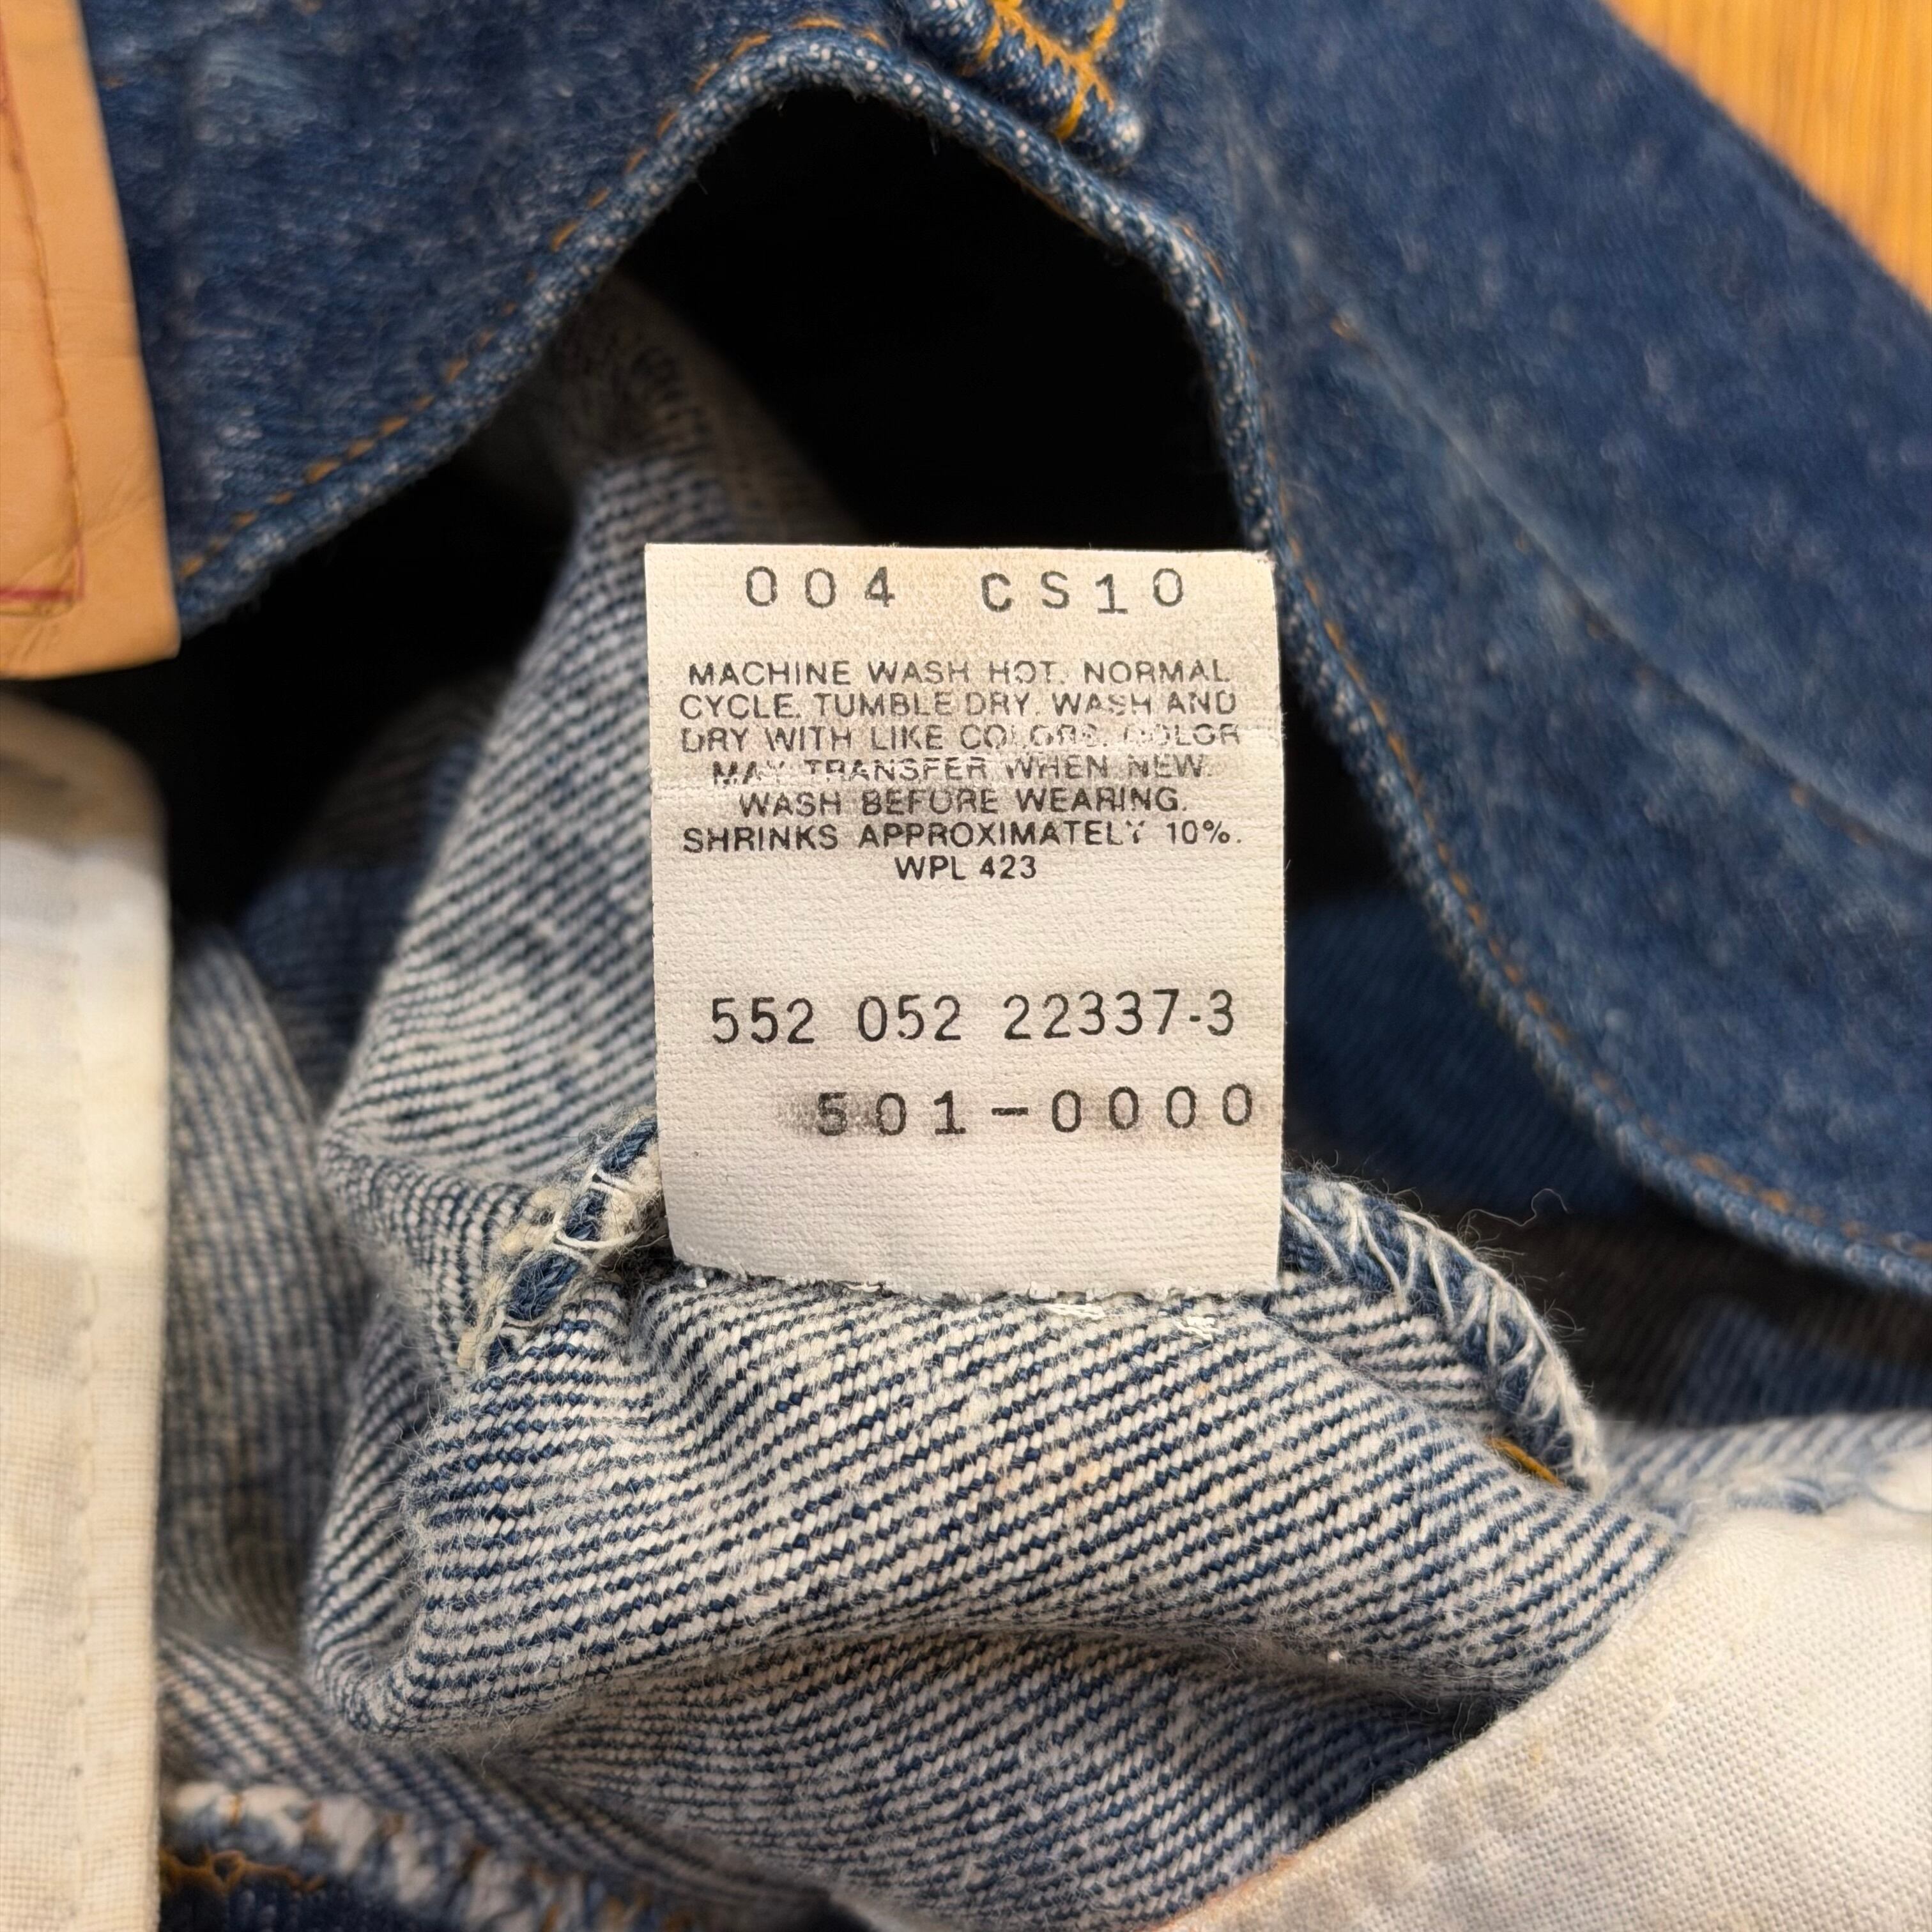 004 CS10
MACHINE WASH HOT. NORMAL
CYCLE. TUMBLE DRY. WASH AND
DRY WITH LIKE COLORS. COLOR
MAY TRANSFER WHEN NEW.
WASH BEFORE WEARING.
SHRINKS APPROXIMATELY 10%.
WPL 423
552 052 22337-3
501-0000